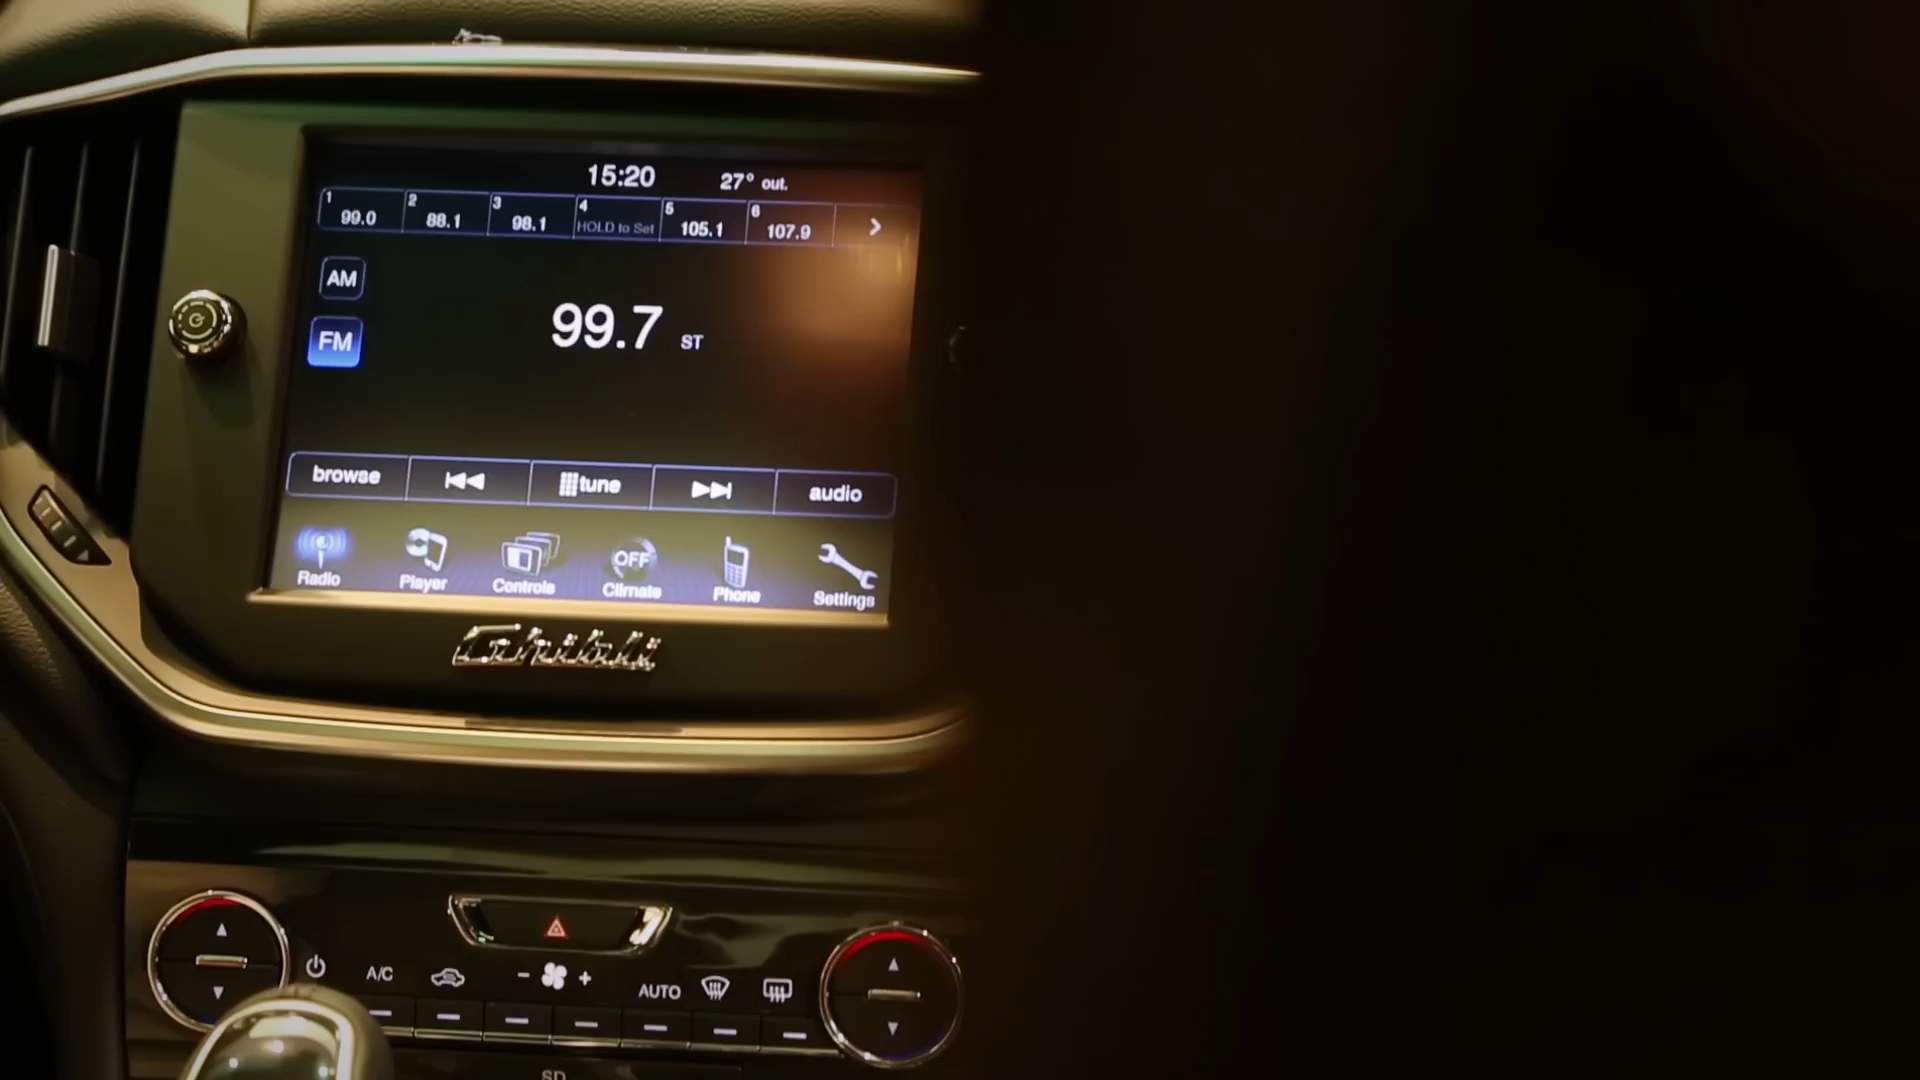 15:20 27° out.
1 99.0 2 88.1 3 98.1 4 HOLD to Set 5 105.1 6 107.9
AM
FM
99.7 ST
browse tune audio
Radio Player Controls OFF Climate Phone Settings
Ghibli
A/C AUTO
SD